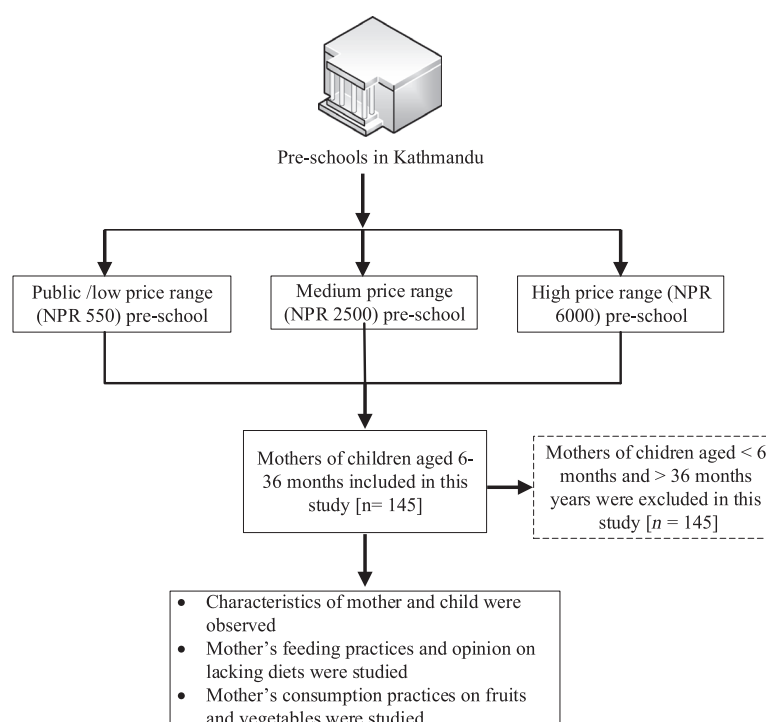 Pre-schools in Kathmandu
Public /low price range
(NPR 550) pre-school
Medium price range
(NPR 2500) pre-school
High price range (NPR
6000) pre-school
Mothers of children aged 6-
36 months included in this
study [n= 145]
Mothers of chidren aged < 6
months and > 36 months
years were excluded in this
study [n = 145]
• Characteristics of mother and child were
observed
• Mother’s feeding practices and opinion on
lacking diets were studied
• Mother’s consumption practices on fruits
and vegetables were studied